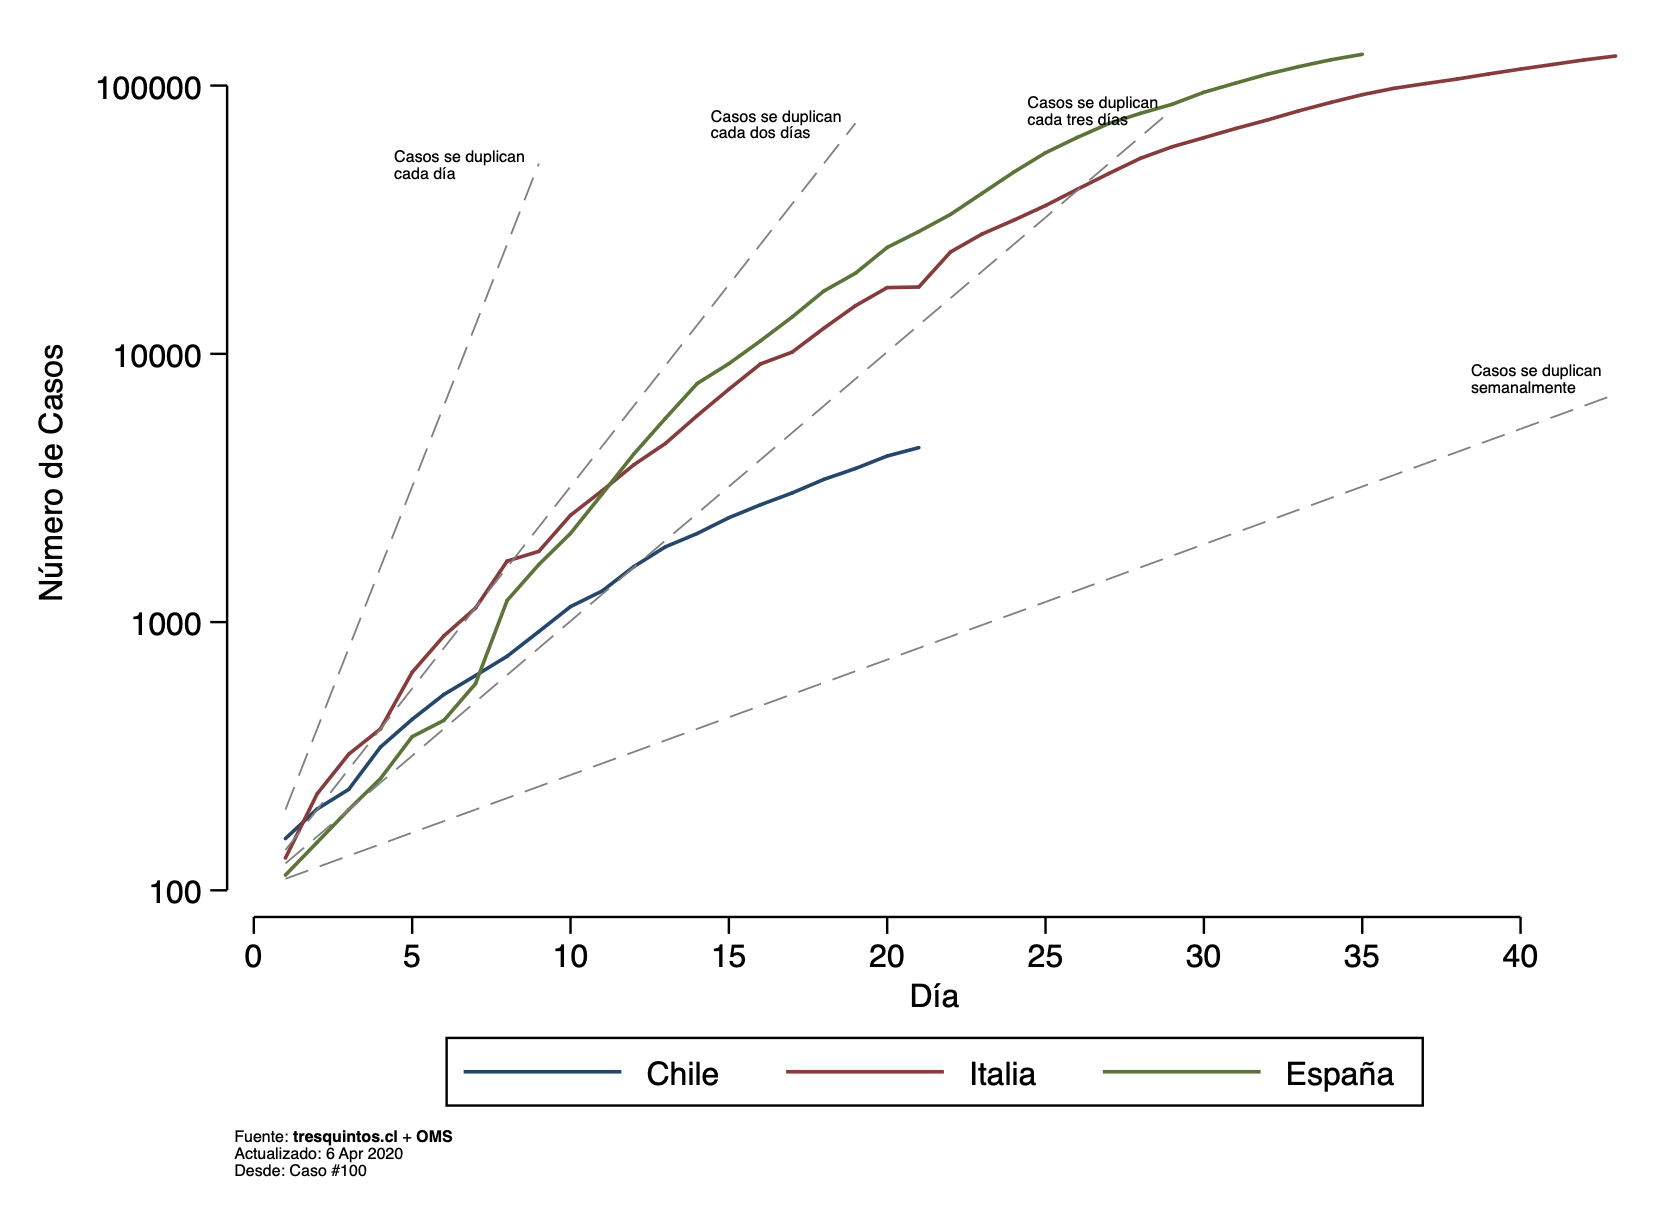 100000
10000
1000
100
Número de Casos
Casos se duplican
cada día
Casos se duplican
cada dos días
Casos se duplican
cada tres días
Casos se duplican
semanalmente
0 5 10 15 20 25 30 35 40
Día
Chile Italia España
Fuente: tresquintos.cl + OMS
Actualizado: 6 Apr 2020
Desde: Caso #100